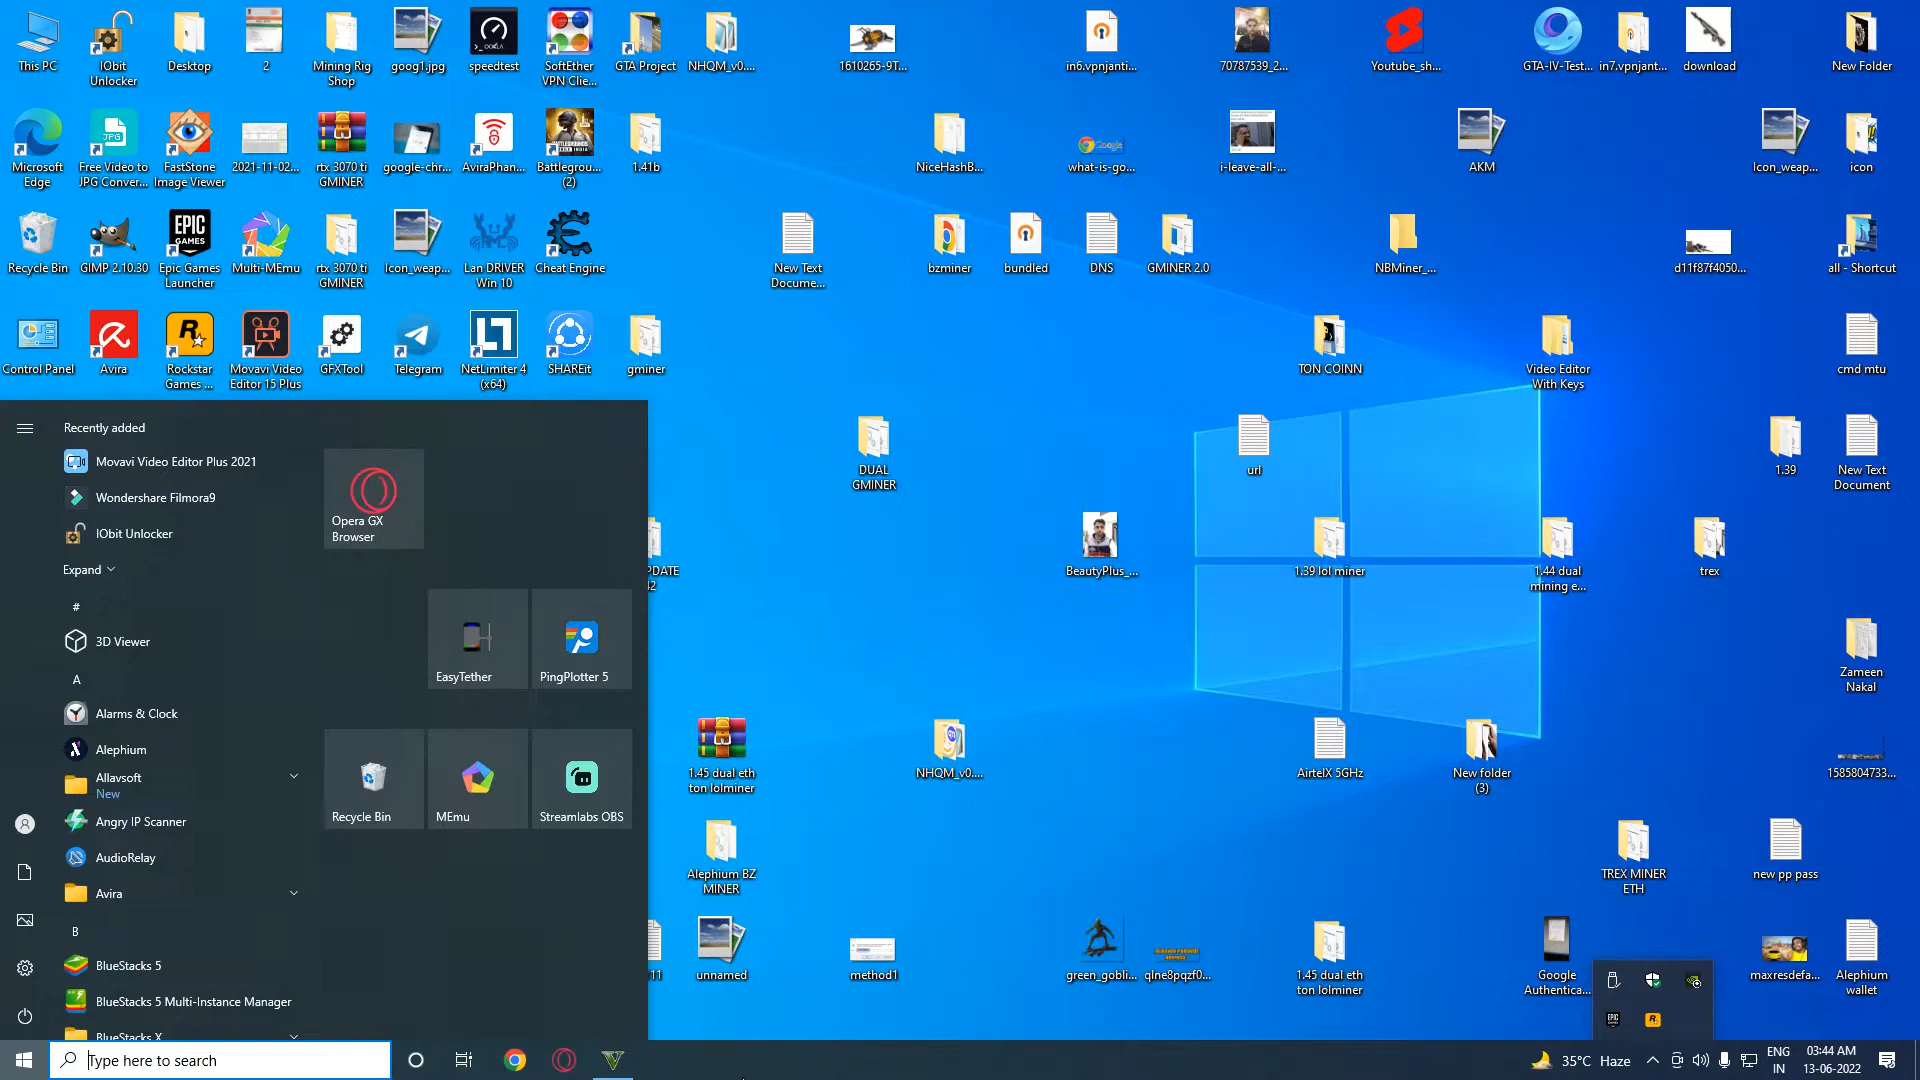 This PC
IObit
Unlocker
Desktop
2
Mining Rig
Shop
goog1.jpg
speedtest
SoftEther
VPN Clie...
GTA Project
NHQM_v0....
1610265-9T...
in6.vpnjanti...
70787539_2...
Youtube_sh...
GTA-IV-Test...
in7.vpnjant...
download
New Folder
Microsoft
Edge
Free Video to
JPG Conver...
FastStone
Image Viewer
2021-11-02...
rtx 3070 ti
GMINER
google-chr...
AviraPhan...
Battlegrou...
(2)
1.41b
NiceHashB...
what-is-go...
i-leave-all-...
AKM
Icon_weap...
icon
Recycle Bin
GIMP 2.10.30
Epic Games
Launcher
Multi-MEmu
rtx 3070 ti
GMINER
Icon_weap...
Lan DRIVER
Win 10
Cheat Engine
New Text
Docume...
bzminer
bundled
DNS
GMINER 2.0
NBMiner_...
d11f87f4050...
all - Shortcut
Control Panel
Avira
Rockstar
Games ...
Movavi Video
Editor 15 Plus
GFXTool
Telegram
NetLimiter 4
(x64)
SHAREit
gminer
TON COINN
Video Editor
With Keys
cmd mtu
DUAL
GMINER
url
1.39
New Text
Document
BeautyPlus_...
1.39 lol miner
1.44 dual
mining e...
trex
Zameen
Nakal
1.45 dual eth
ton lolminer
NHQM_v0....
AirtelX 5GHz
New folder
(3)
1585804733...
Alephium BZ
MINER
TREX MINER
ETH
new pp pass
unnamed
method1
green_gobli...
qlne8pqzf0...
1.45 dual eth
ton lolminer
Google
Authentica...
maxresdefa...
Alephium
wallet
Recently added
Movavi Video Editor Plus 2021
Wondershare Filmora9
IObit Unlocker
Expand
#
3D Viewer
A
Alarms & Clock
Alephium
Allavsoft
New
Angry IP Scanner
AudioRelay
Avira
B
BlueStacks 5
BlueStacks 5 Multi-Instance Manager
BlueStacks X
Opera GX
Browser
EasyTether
PingPlotter 5
Recycle Bin
MEmu
Streamlabs OBS
Type here to search
35°C Haze
ENG
IN
03:44 AM
13-06-2022